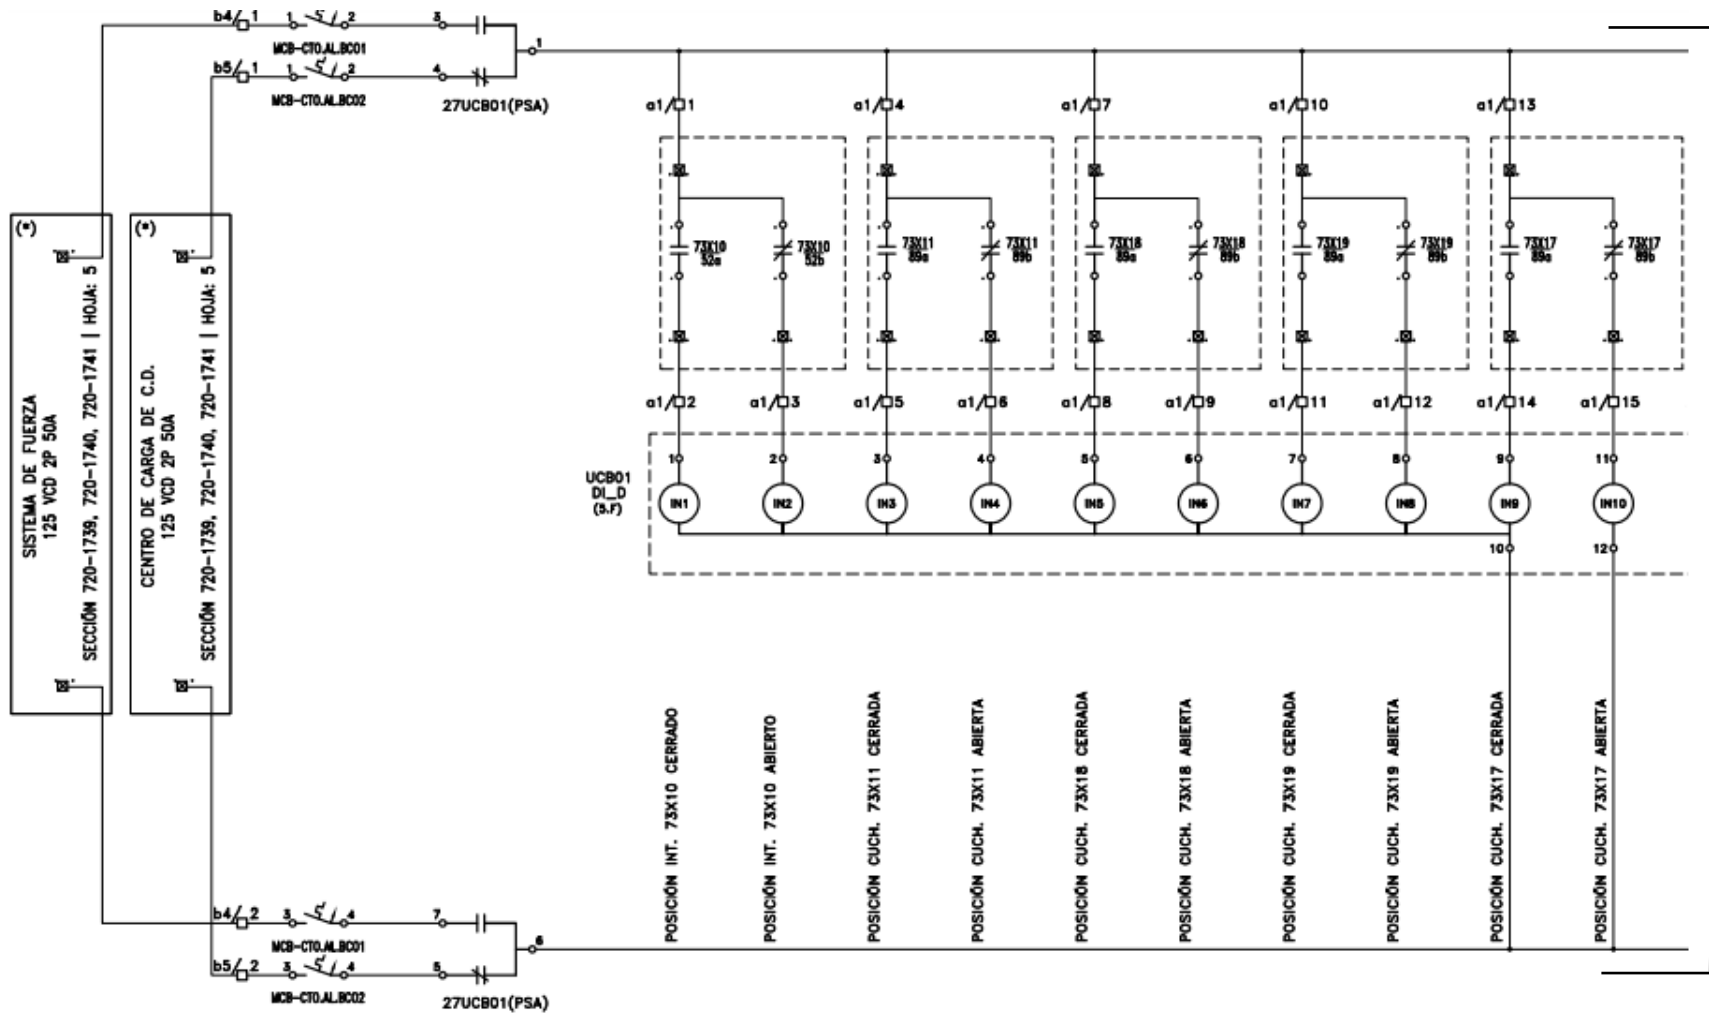 b4/ 1 1 2 3
MCB-CTO.AL.BC01
1
b5/ 1 1 2 4
MCB-CTO.AL.BC02
27UCB01(PSA)
a1/ 1 a1/ 4 a1/ 7 a1/ 10 a1/ 13
73X10 73X10 73X11 73X11 73X18 73X18 73X19 73X19 73X17 73X17
52a 52b 89a 89b 89a 89b 89a 89b 89a 89b
a1/ 2 a1/ 3 a1/ 5 a1/ 6 a1/ 8 a1/ 9 a1/ 11 a1/ 12 a1/ 14 a1/ 15
(*)
SISTEMA DE FUERZA
125 VCD 2P 50A
SECCIÓN 720-1739, 720-1740, 720-1741 | HOJA: 5
(*)
CENTRO DE CARGA DE C.D.
125 VCD 2P 50A
SECCIÓN 720-1739, 720-1740, 720-1741 | HOJA: 5
UCB01
DI_D
(5.F)
1 2 3 4 5 6 7 8 9 11
IN1 IN2 IN3 IN4 IN5 IN6 IN7 IN8 IN9 IN10
10 12
POSICIÓN INT. 73X10 CERRADO
POSICIÓN INT. 73X10 ABIERTO
POSICIÓN CUCH. 73X11 CERRADA
POSICIÓN CUCH. 73X11 ABIERTA
POSICIÓN CUCH. 73X18 CERRADA
POSICIÓN CUCH. 73X18 ABIERTA
POSICIÓN CUCH. 73X19 CERRADA
POSICIÓN CUCH. 73X19 ABIERTA
POSICIÓN CUCH. 73X17 CERRADA
POSICIÓN CUCH. 73X17 ABIERTA
b4/ 2 3 4 7
MCB-CTO.AL.BC01
6
b5/ 2 3 4 5
MCB-CTO.AL.BC02
27UCB01(PSA)